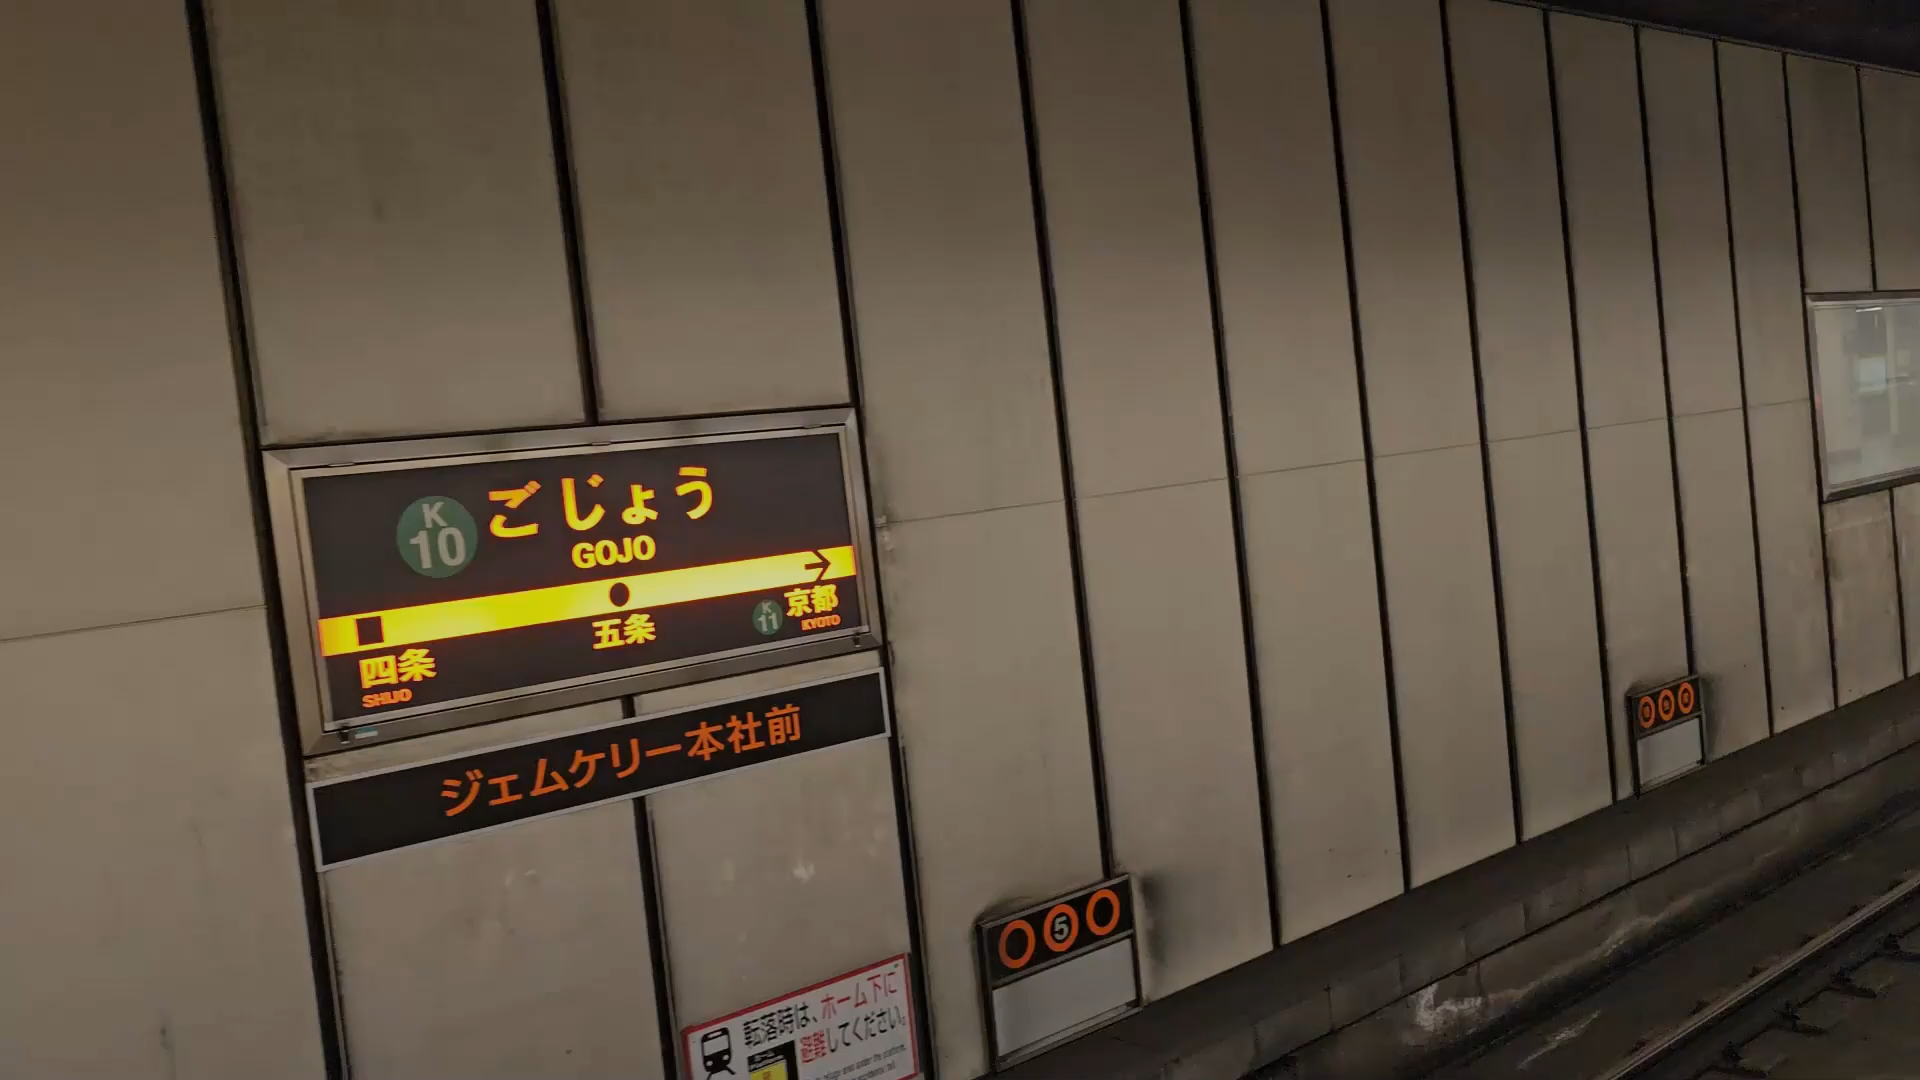 K
10
ごじょう
GOJO
五条
四条
SHIJO
K
11
京都
KYOTO
ジェムケリー本社前
5
転落時は、ホーム下に
避難してください。